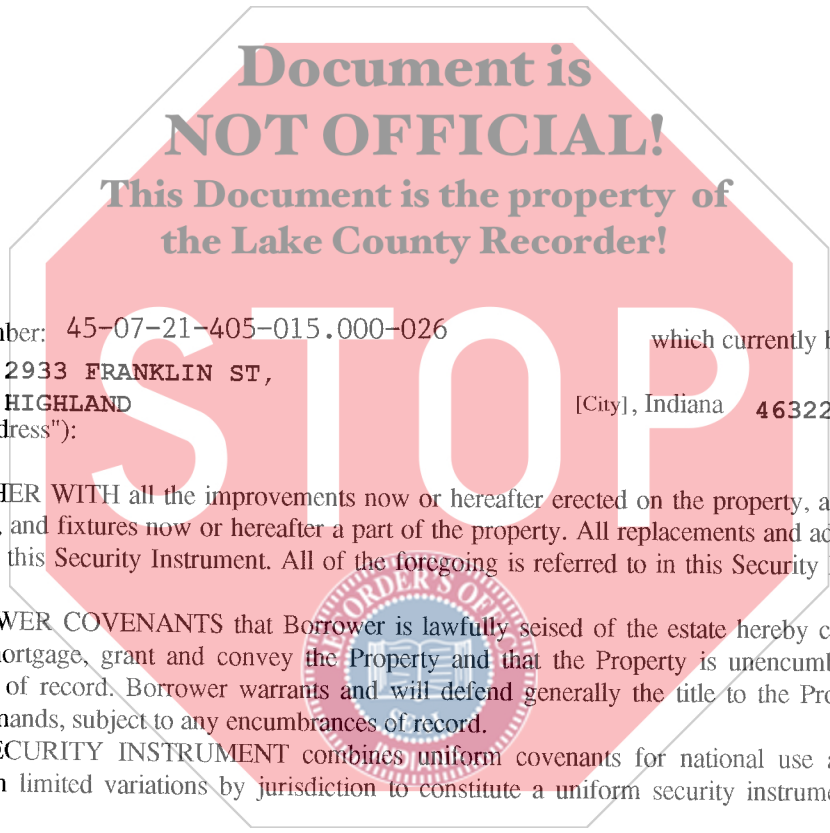 Document is
NOT OFFICIAL!
This Document is the property of
the Lake County Recorder!
STOP
nber: 45-07-21-405-015.000-026 which currently h
2933 FRANKLIN ST,
HIGHLAND [City], Indiana 46322
dress"):
HER WITH all the improvements now or hereafter erected on the property, a
, and fixtures now or hereafter a part of the property. All replacements and ad
this Security Instrument. All of the foregoing is referred to in this Security
WER COVENANTS that Borrower is lawfully seised of the estate hereby c
ortgage, grant and convey the Property and that the Property is unencumb
of record. Borrower warrants and will defend generally the title to the Pro
nands, subject to any encumbrances of record.
ECURITY INSTRUMENT combines uniform covenants for national use a
n limited variations by jurisdiction to constitute a uniform security instrume
RECORDER'S OFFICE
SEAL